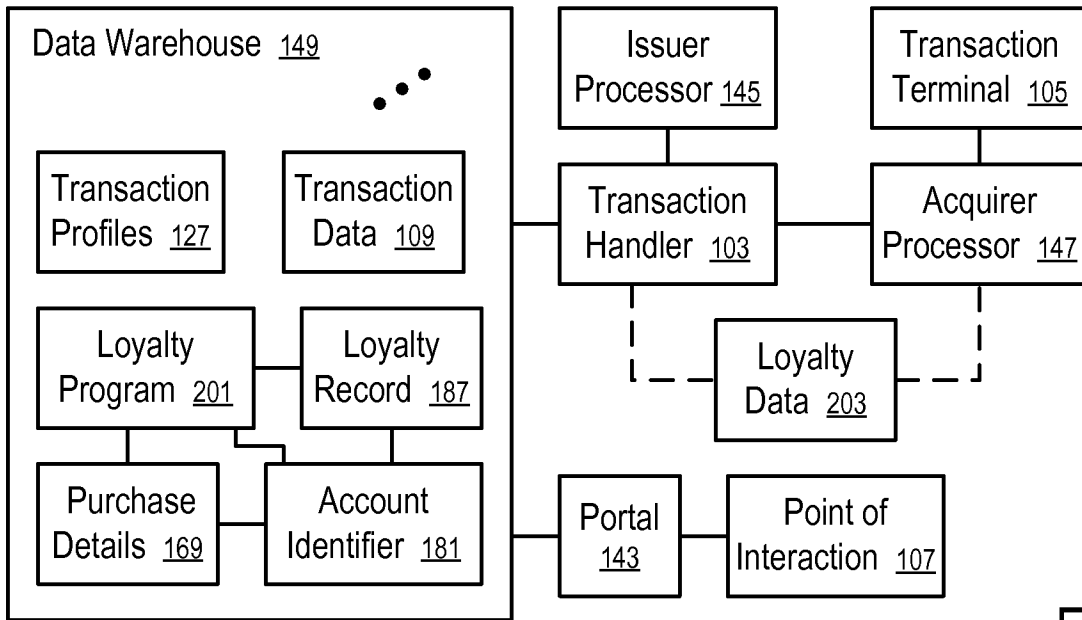 Data Warehouse 149
Issuer
Processor 145
Transaction
Terminal 105
Transaction
Profiles 127
Transaction
Data 109
Transaction
Handler 103
Acquirer
Processor 147
Loyalty
Program 201
Loyalty
Record 187
Loyalty
Data 203
Purchase
Details 169
Account
Identifier 181
Portal
143
Point of
Interaction 107